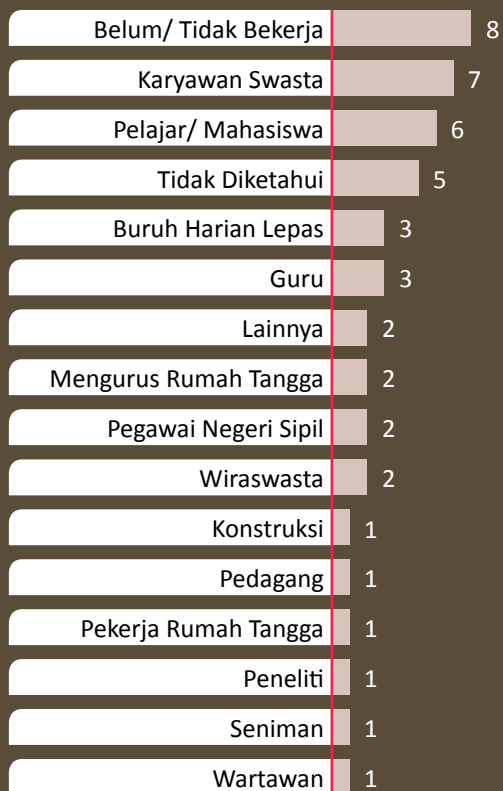 Belum/ Tidak Bekerja 8
Karyawan Swasta 7
Pelajar/ Mahasiswa 6
Tidak Diketahui 5
Buruh Harian Lepas 3
Guru 3
Lainnya 2
Mengurus Rumah Tangga 2
Pegawai Negeri Sipil 2
Wiraswasta 2
Konstruksi 1
Pedagang 1
Pekerja Rumah Tangga 1
Peneliti 1
Seniman 1
Wartawan 1